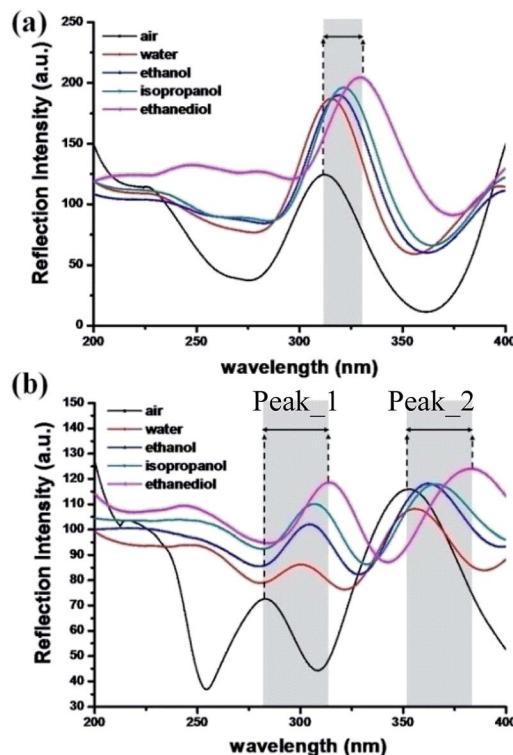 (a)
250
200
150
100
50
0
Reflection Intensity (a.u.)
air
water
ethanol
isopropanol
ethanediol
200 250 300 350 400
wavelength (nm)
(b)
Peak_1 Peak_2
150
140
130
120
110
100
90
80
70
60
50
40
30
Reflection Intensity (a.u.)
air
water
ethanol
isopropanol
ethanediol
200 250 300 350 400
wavelength (nm)